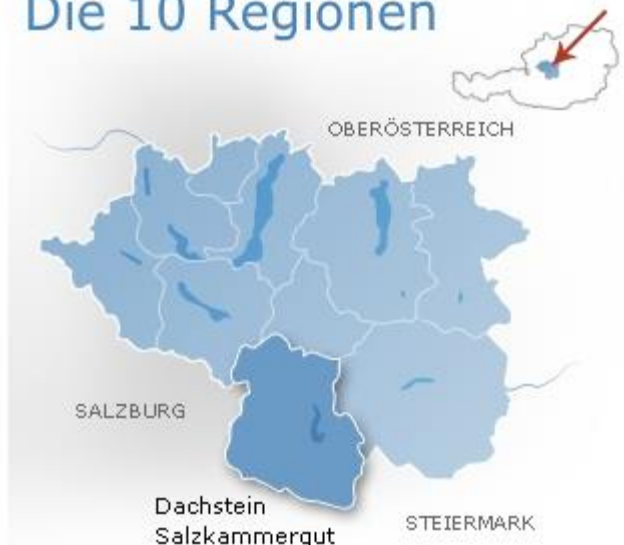 Die 10 Regionen
OBERÖSTERREICH
SALZBURG
Dachstein
Salzkammergut
STEIERMARK